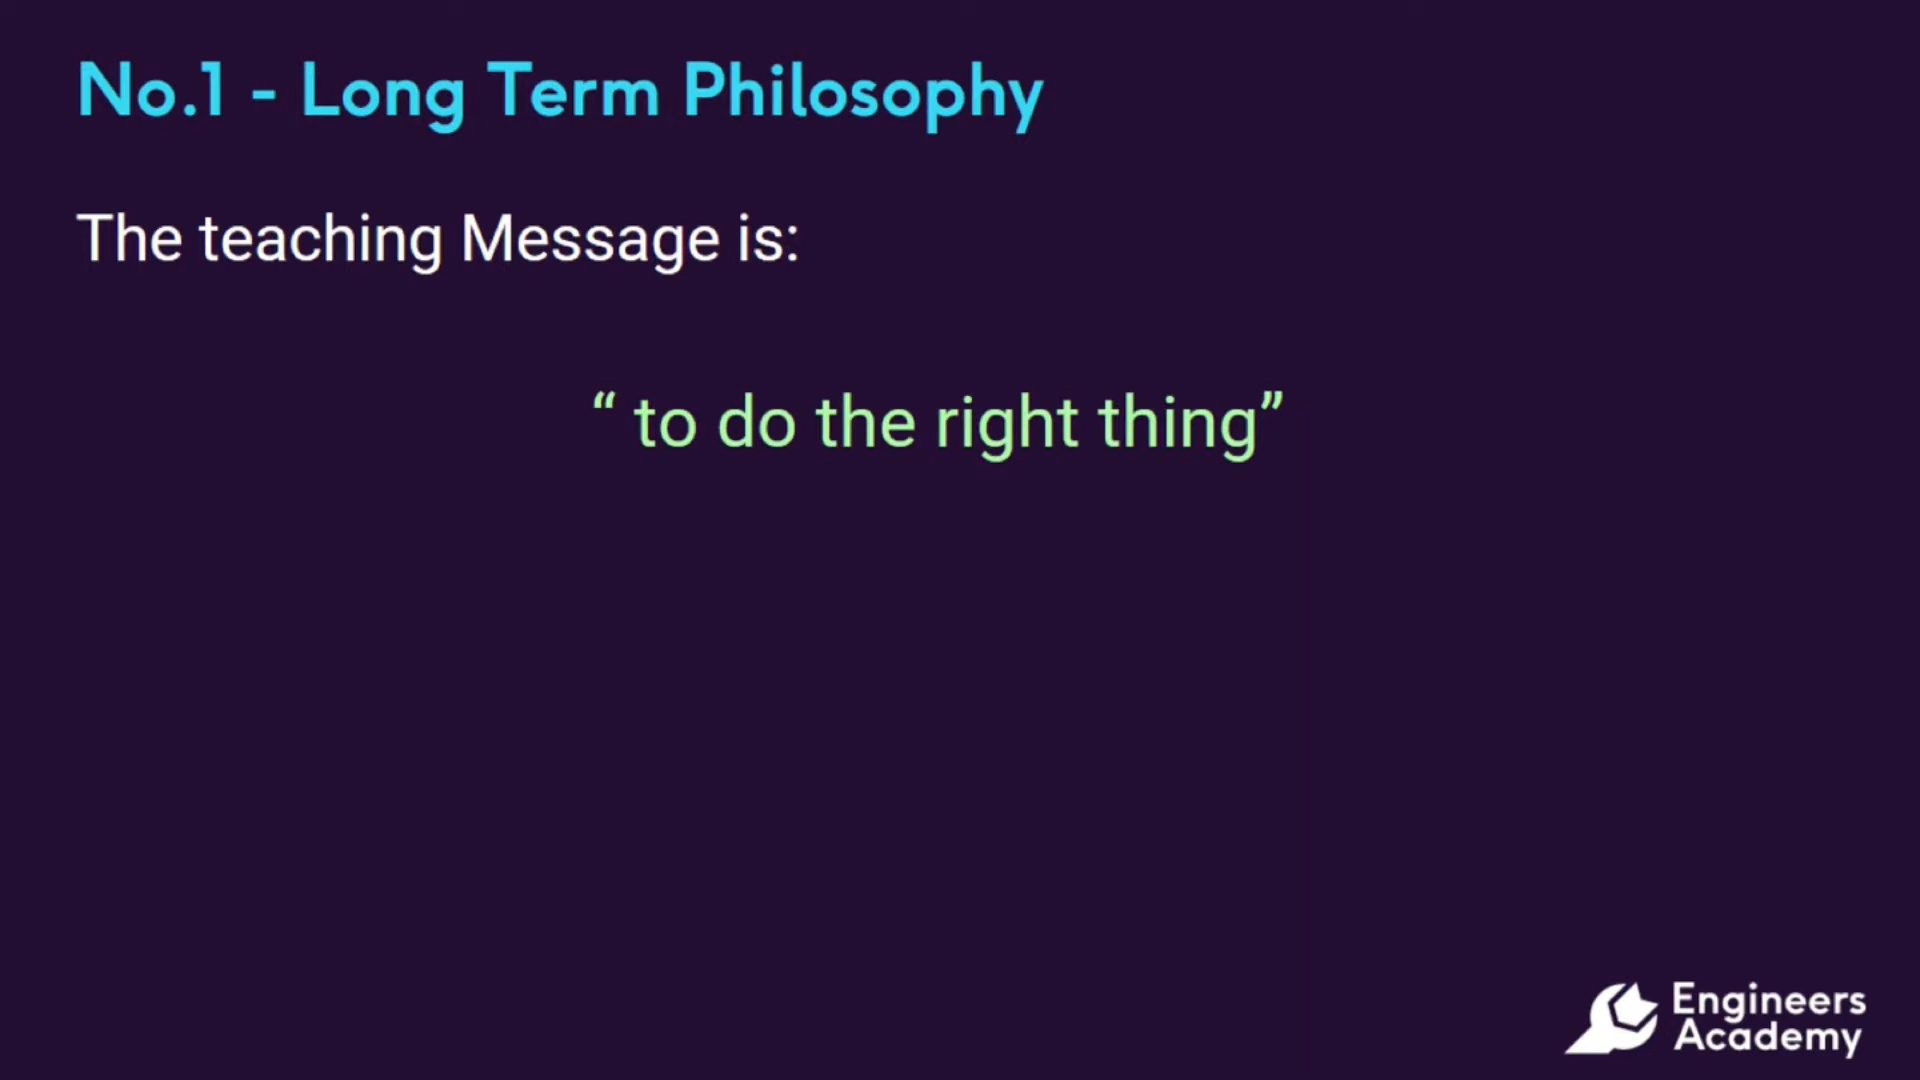 No.1 - Long Term Philosophy
The teaching Message is:
“ to do the right thing”
Engineers
Academy